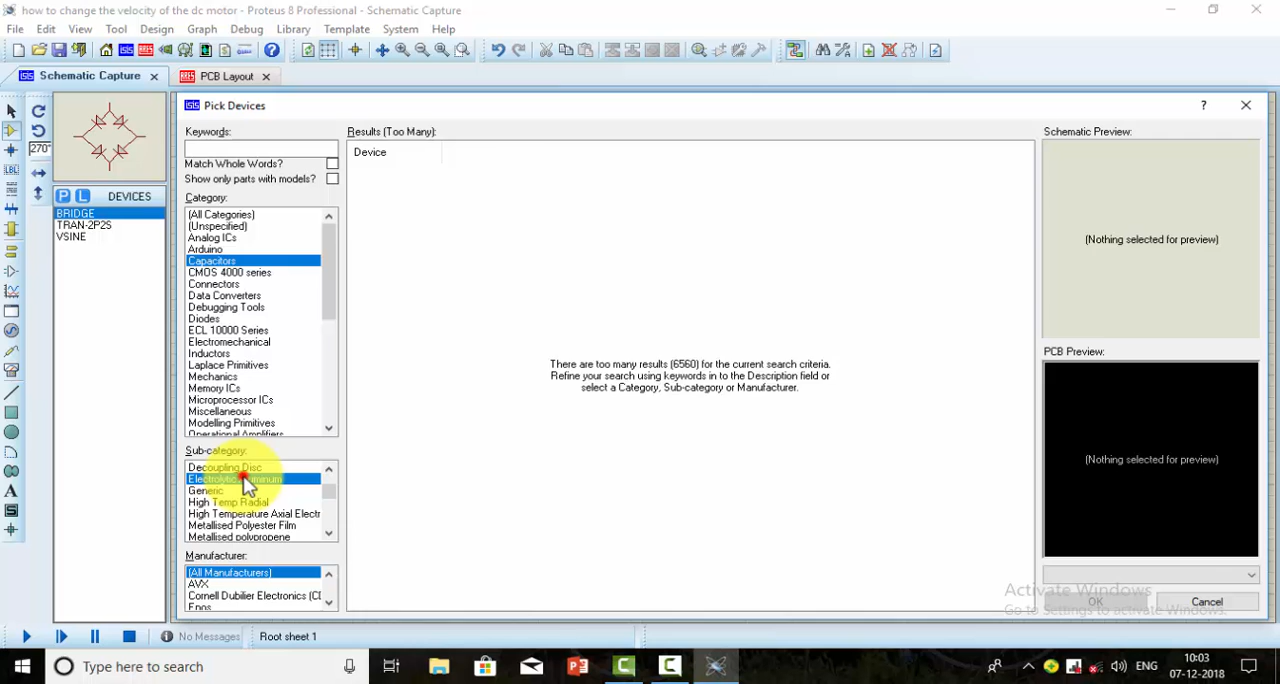 how to change the velocity of the dc motor - Proteus 8 Professional - Schematic Capture
File Edit View Tool Design Graph Debug Library Template System Help
Schematic Capture
PCB Layout
Pick Devices
270°
P L DEVICES
BRIDGE
TRAN-2P2S
VSINE
Keywords:
Match Whole Words?
Show only parts with models?
Category:
(All Categories)
(Unspecified)
Analog ICs
Arduino
Capacitors
CMOS 4000 series
Connectors
Data Converters
Debugging Tools
Diodes
ECL 10000 Series
Electromechanical
Inductors
Laplace Primitives
Mechanics
Memory ICs
Microprocessor ICs
Miscellaneous
Modelling Primitives
Operational Amplifiers
Sub-category:
Decoupling Disc
Electrolytic Aluminum
Generic
High Temp Radial
High Temperature Axial Electr
Metallised Polyester Film
Metallised polypropene
Manufacturer:
(All Manufacturers)
AVX
Cornell Dubilier Electronics (CD
Epos
Results (Too Many):
Device
There are too many results (6560) for the current search criteria.
Refine your search using keywords in to the Description field or
select a Category, Sub-category or Manufacturer.
Schematic Preview:
(Nothing selected for preview)
PCB Preview:
(Nothing selected for preview)
Activate Windows
Go to Settings to activate Windows.
OK
Cancel
No Messages
Root sheet 1
Type here to search
ENG
10:03
07-12-2018